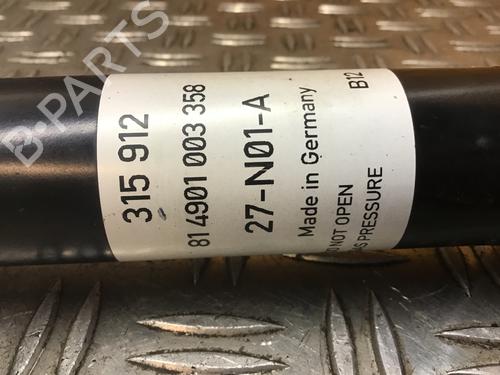 B-PARTS
315 912
81 4901 003 358
27-N01-A
Made in Germany
B12
NOT OPEN
PRESSURE